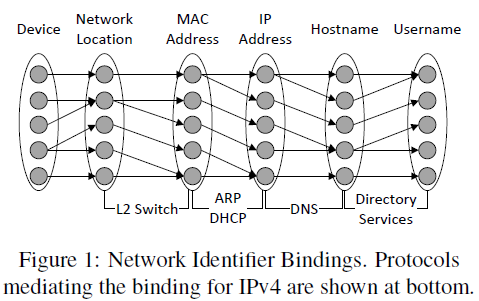 Device Network Location MAC Address IP Address Hostname Username
L2 Switch ARP DHCP DNS Directory Services
Figure 1: Network Identifier Bindings. Protocols
mediating the binding for IPv4 are shown at bottom.